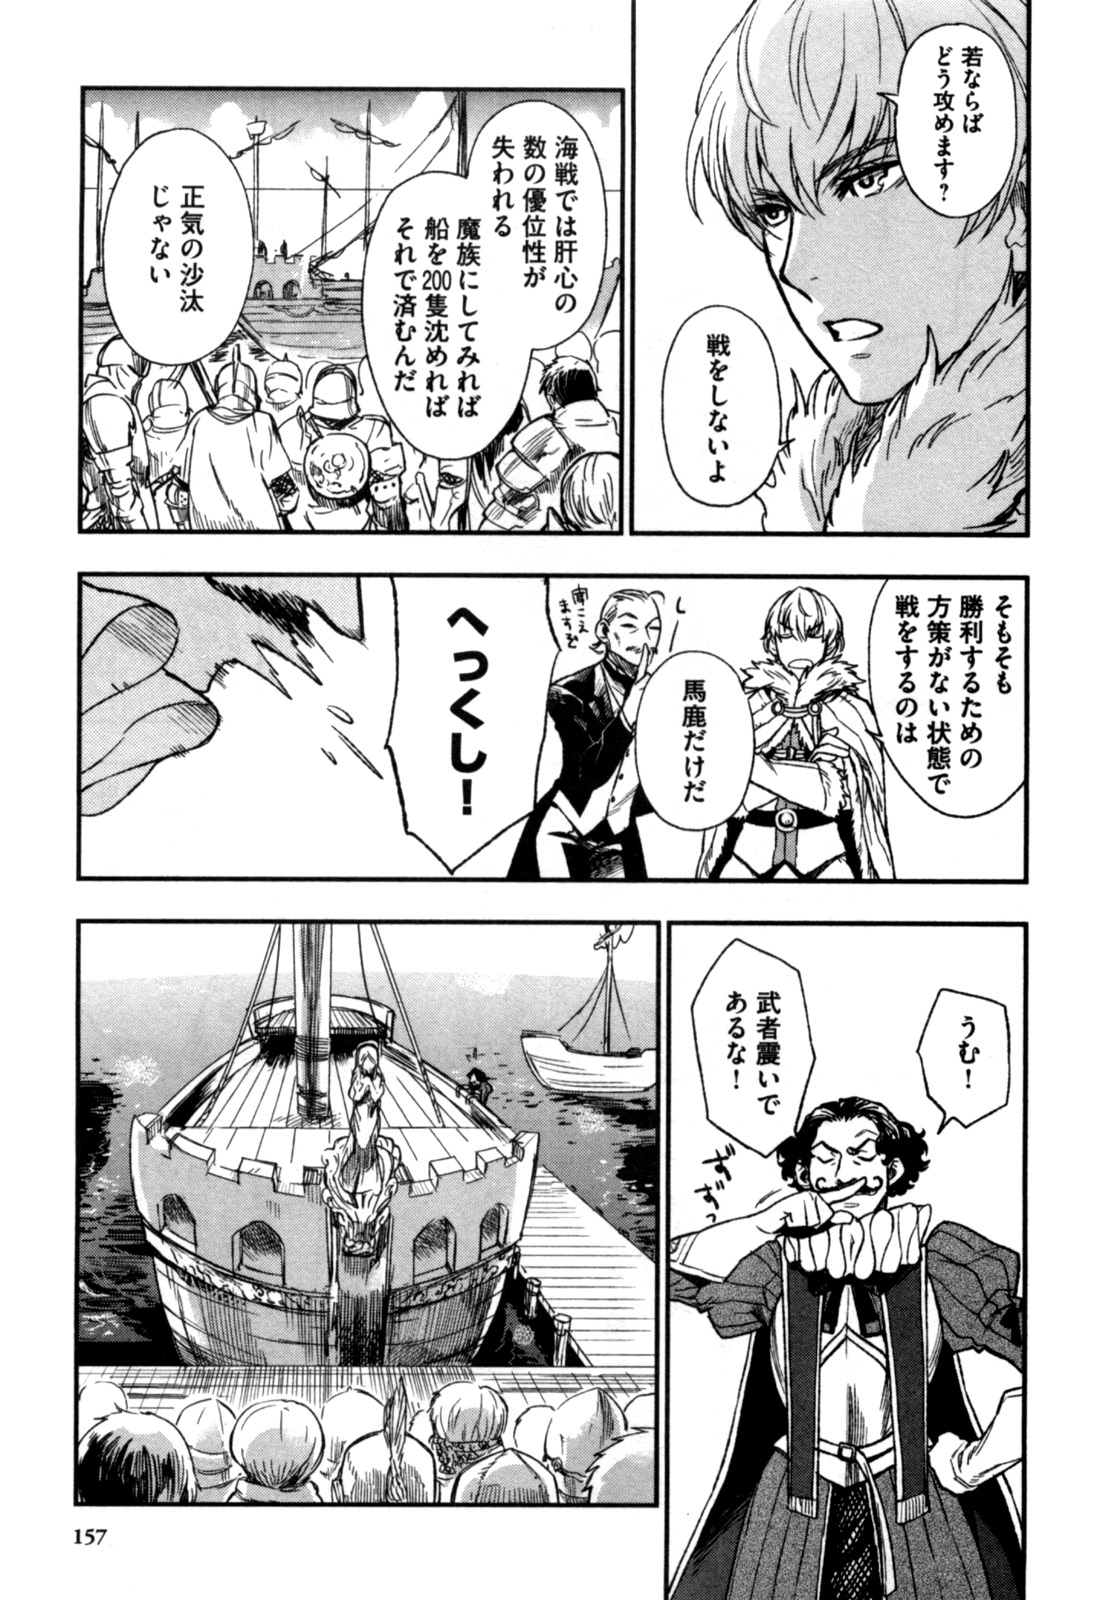 若ならば
どう攻めます?
戦をしないよ
海戦では肝心の
数の優位性が
失われる
魔族にしてみれば
船を200隻沈めれば
それで済むんだ
正気の沙汰
じゃない
そもそも
勝利するための
方策がない状態で
戦をするのは
馬鹿だけだ
しーっ
聞こえ
ますぞ
へっくし!
うむ!
武者震いで
あるな!
ずずっ
157